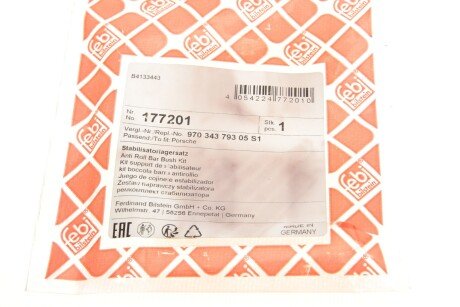 febi
bilstein
B4133443
4 054224 772010
Nr
No 177201
Stk.
pcs. 1
Vergl.-Nr./Repl.-No. 970 343 793 05 S1
Passend/To fit: Porsche
Stabilisatorlagersatz
Anti Roll Bar Bush Kit
Kit support de stabilisateur
kit boccola barra antirollio
Juego de cojinete estabilizador
Zestaw naprawczy stabilizatora
ремкомплект стабилизатора
Ferdinand Bilstein GmbH + Co. KG
Wilhelmstr. 47 / 58256 Ennepetal / Germany
EAC
MADE IN
GERMANY